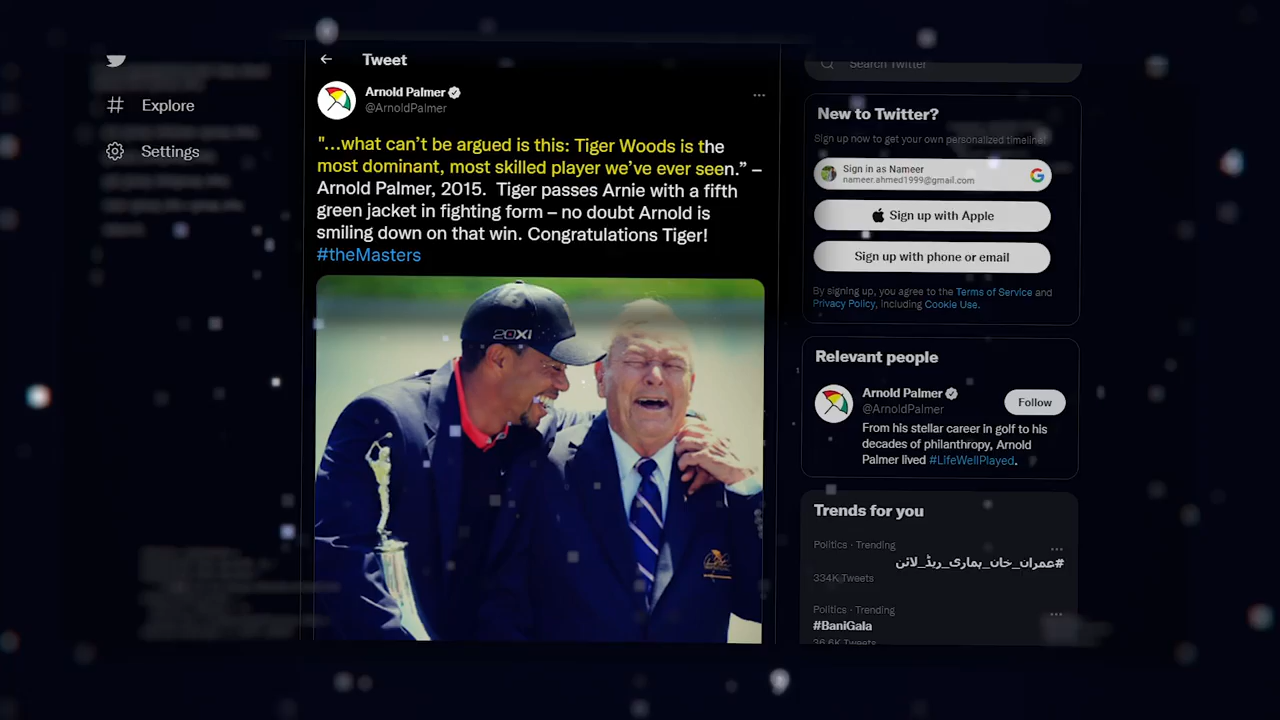 Tweet
Search Twitter
Explore
Settings
Arnold Palmer
@ArnoldPalmer
"...what can't be argued is this: Tiger Woods is the
most dominant, most skilled player we've ever seen." –
Arnold Palmer, 2015.  Tiger passes Arnie with a fifth
green jacket in fighting form – no doubt Arnold is
smiling down on that win. Congratulations Tiger!
#theMasters
20XI
New to Twitter?
Sign up now to get your own personalized timeline!
Sign in as Nameer
nameer.ahmed1999@gmail.com
Sign up with Apple
Sign up with phone or email
By signing up, you agree to the Terms of Service and
Privacy Policy, including Cookie Use.
Relevant people
Arnold Palmer
@ArnoldPalmer
Follow
From his stellar career in golf to his
decades of philanthropy, Arnold
Palmer lived #LifeWellPlayed.
Trends for you
Politics · Trending
#عمران_خان_ہماری_ریڈ_لائن
334K Tweets
Politics · Trending
#BaniGala
36.6K Tweets